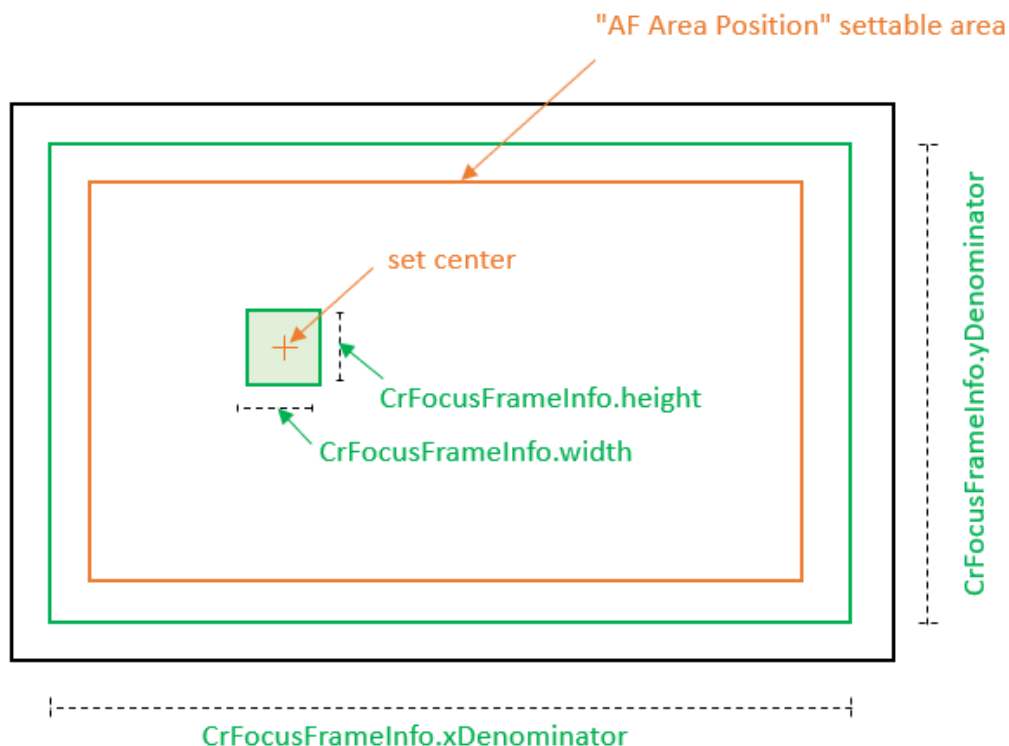 "AF Area Position" settable area
set center
CrFocusFrameInfo.height
CrFocusFrameInfo.width
CrFocusFrameInfo.yDenominator
CrFocusFrameInfo.xDenominator